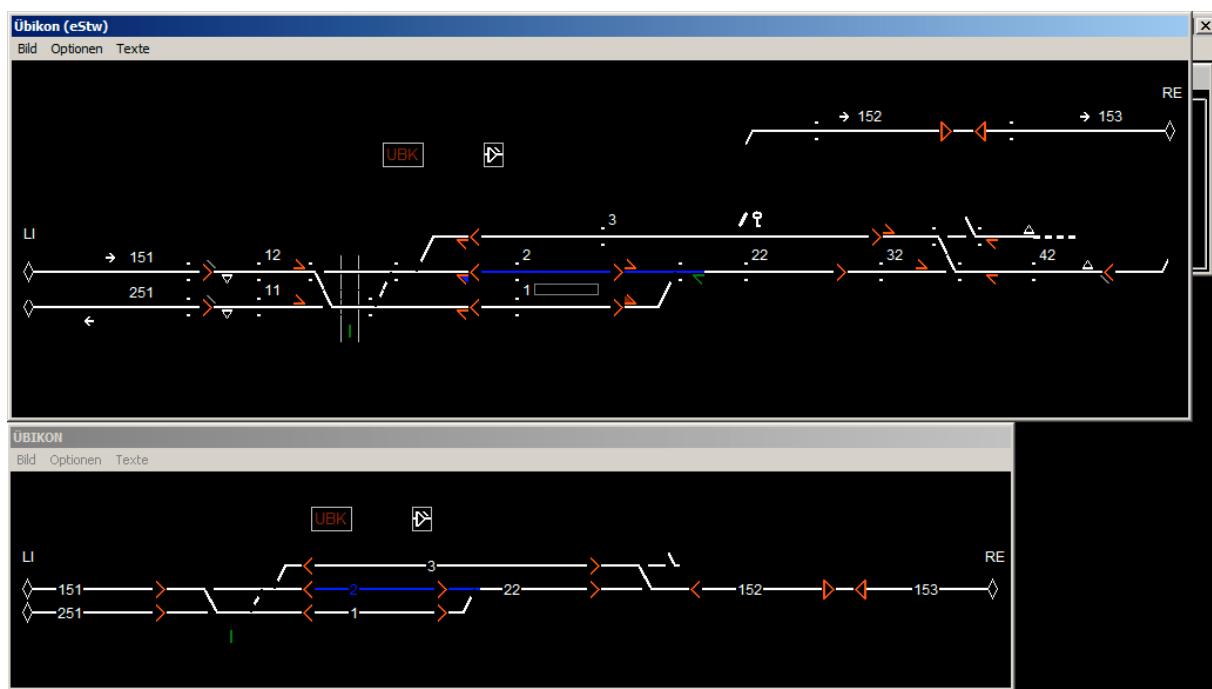 Übikon (eStw)
Bild Optionen Texte
RE
152 153
UBK
LI
3
151 12 2 22 32 42
251 11 1
ÜBIKON
Bild Optionen Texte
UBK
LI RE
3
151 2 22 152 153
251 1